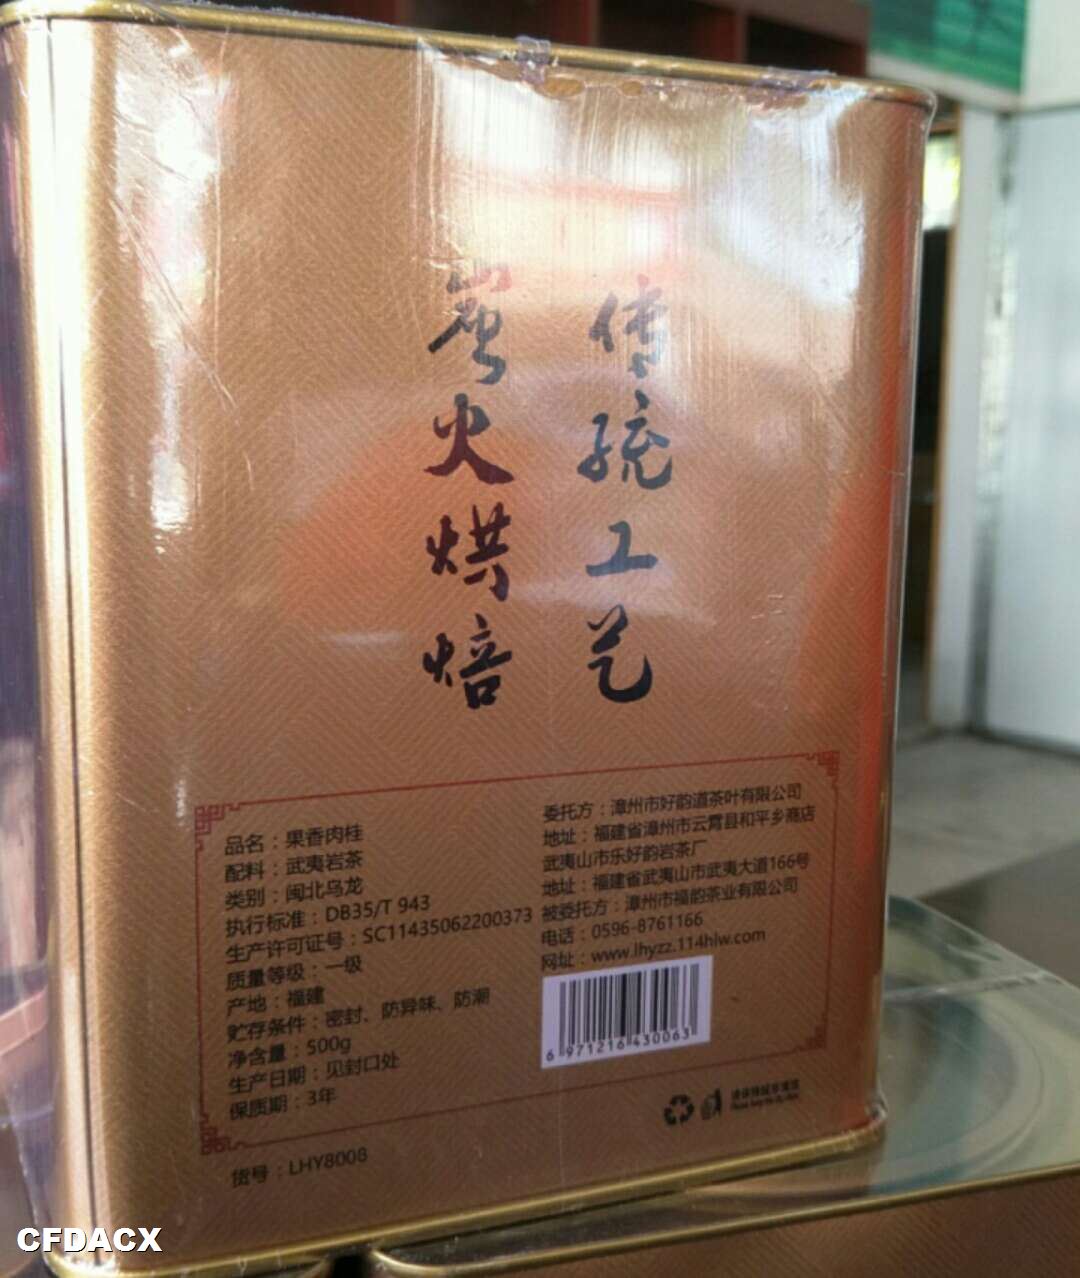 传统工艺
炭火烘焙
品名：果香肉桂
配料：武夷岩茶
类别：闽北乌龙
执行标准：DB35/T 943
生产许可证号：SC11435062200373
质量等级：一级
产地：福建
贮存条件：密封、防异味、防潮
净含量：500g
生产日期：见封口处
保质期：3年
委托方：漳州市好韵道茶叶有限公司
地址：福建省漳州市云霄县和平乡商店
武夷山市乐好韵岩茶厂
地址：福建省武夷山市武夷大道166号
被委托方：漳州市福韵茶业有限公司
电话：0596-8761166
网址：www.lhyzz.114hlw.com
6 971216 430063
货号：LHY8008
CFDACX